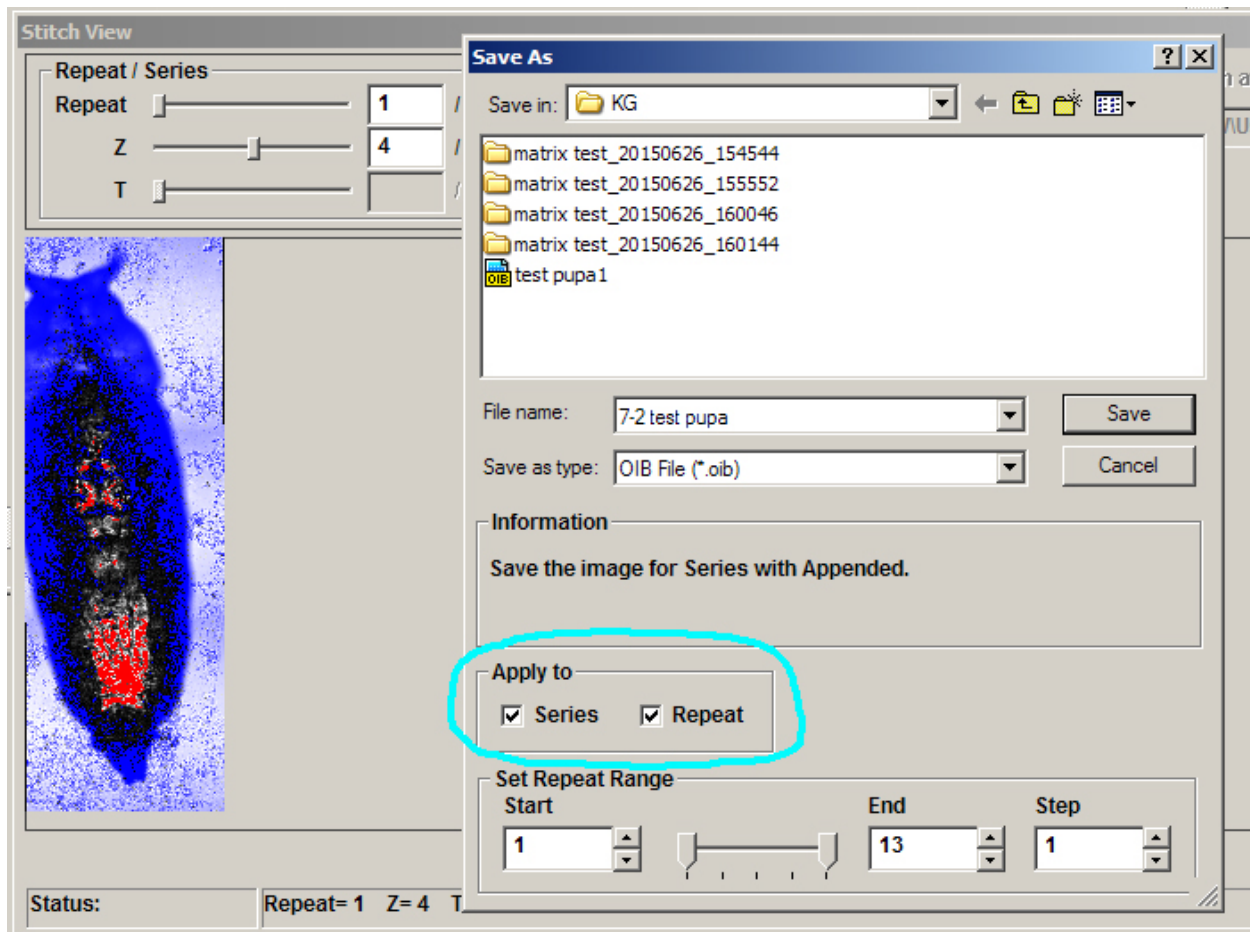 Stitch View
Repeat / Series
Repeat 1 /
Z 4 /
T /
Save As
Save in: KG
matrix test_20150626_154544
matrix test_20150626_155552
matrix test_20150626_160046
matrix test_20150626_160144
OIB test pupa1
File name: 7-2 test pupa Save
Save as type: OIB File (*.oib) Cancel
Information
Save the image for Series with Appended.
Apply to
Series Repeat
Set Repeat Range
Start End Step
1 13 1
Status: Repeat= 1 Z= 4 T